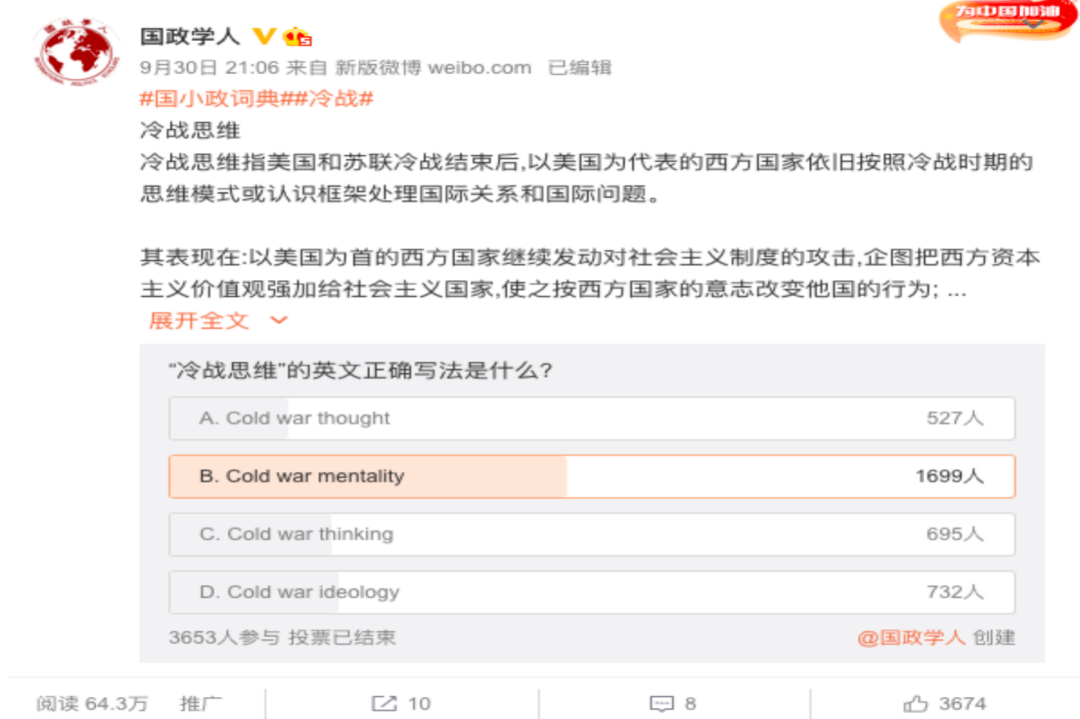 国政学人
为中国加油
9月30日 21:06 来自 新版微博 weibo.com 已编辑
#国小政词典##冷战#
冷战思维
冷战思维指美国和苏联冷战结束后,以美国为代表的西方国家依旧按照冷战时期的
思维模式或认识框架处理国际关系和国际问题。
其表现在:以美国为首的西方国家继续发动对社会主义制度的攻击,企图把西方资本
主义价值观强加给社会主义国家,使之按西方国家的意志改变他国的行为; ...
展开全文
“冷战思维”的英文正确写法是什么?
A. Cold war thought 527人
B. Cold war mentality 1699人
C. Cold war thinking 695人
D. Cold war ideology 732人
3653人参与 投票已结束 @国政学人 创建
阅读 64.3万 推广 10 8 3674